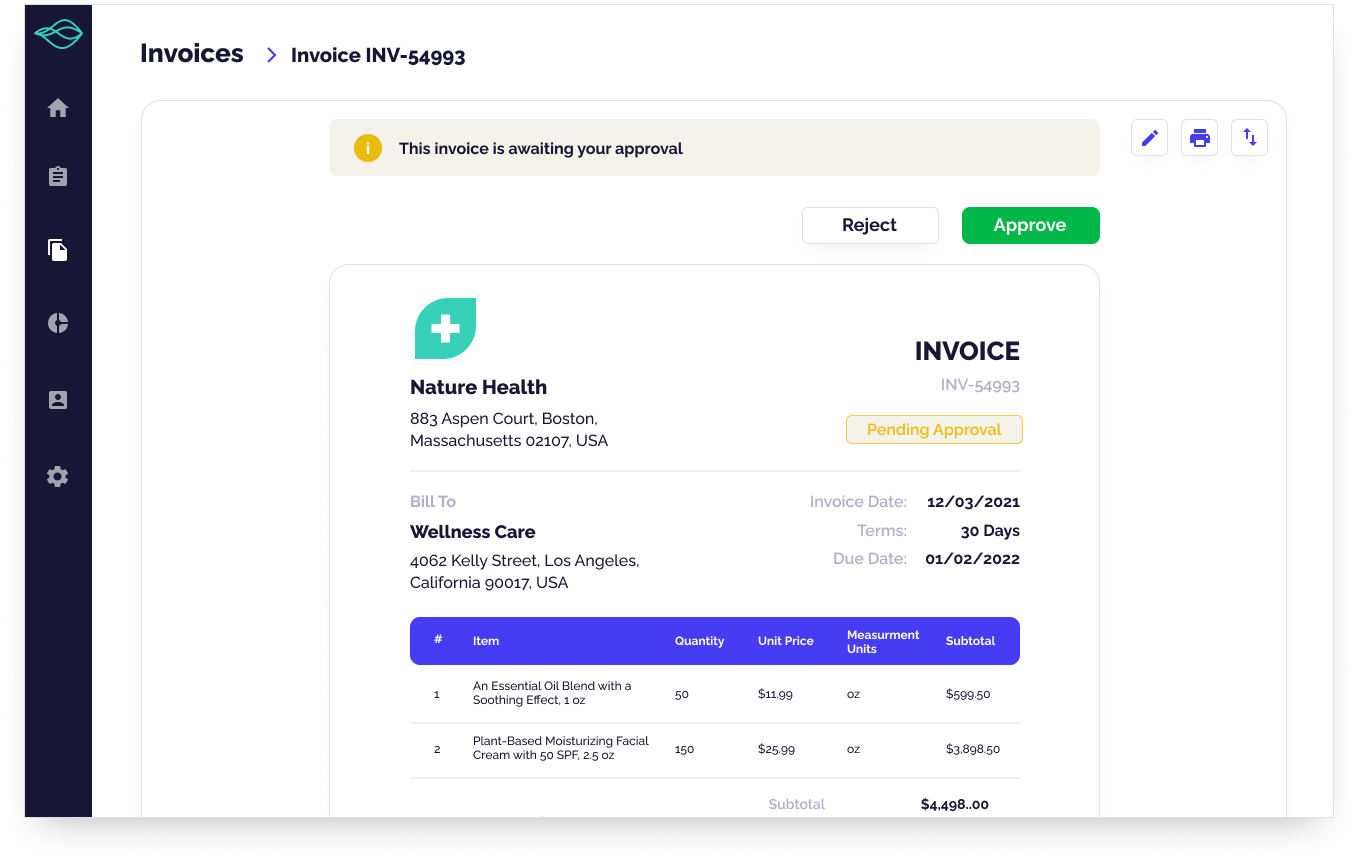 Invoices > Invoice INV-54993
i This invoice is awaiting your approval
Reject Approve
INVOICE
Nature Health INV-54993
883 Aspen Court, Boston,
Massachusetts 02107, USA
Pending Approval
Bill To Invoice Date: 12/03/2021
Wellness Care Terms: 30 Days
4062 Kelly Street, Los Angeles, Due Date: 01/02/2022
California 90017, USA
# Item Quantity Unit Price Measurment Units Subtotal
1 An Essential Oil Blend with a 50 $11.99 oz $599.50
Soothing Effect, 1 oz
2 Plant-Based Moisturizing Facial 150 $25.99 oz $3,898.50
Cream with 50 SPF, 2.5 oz
Subtotal $4,498..00